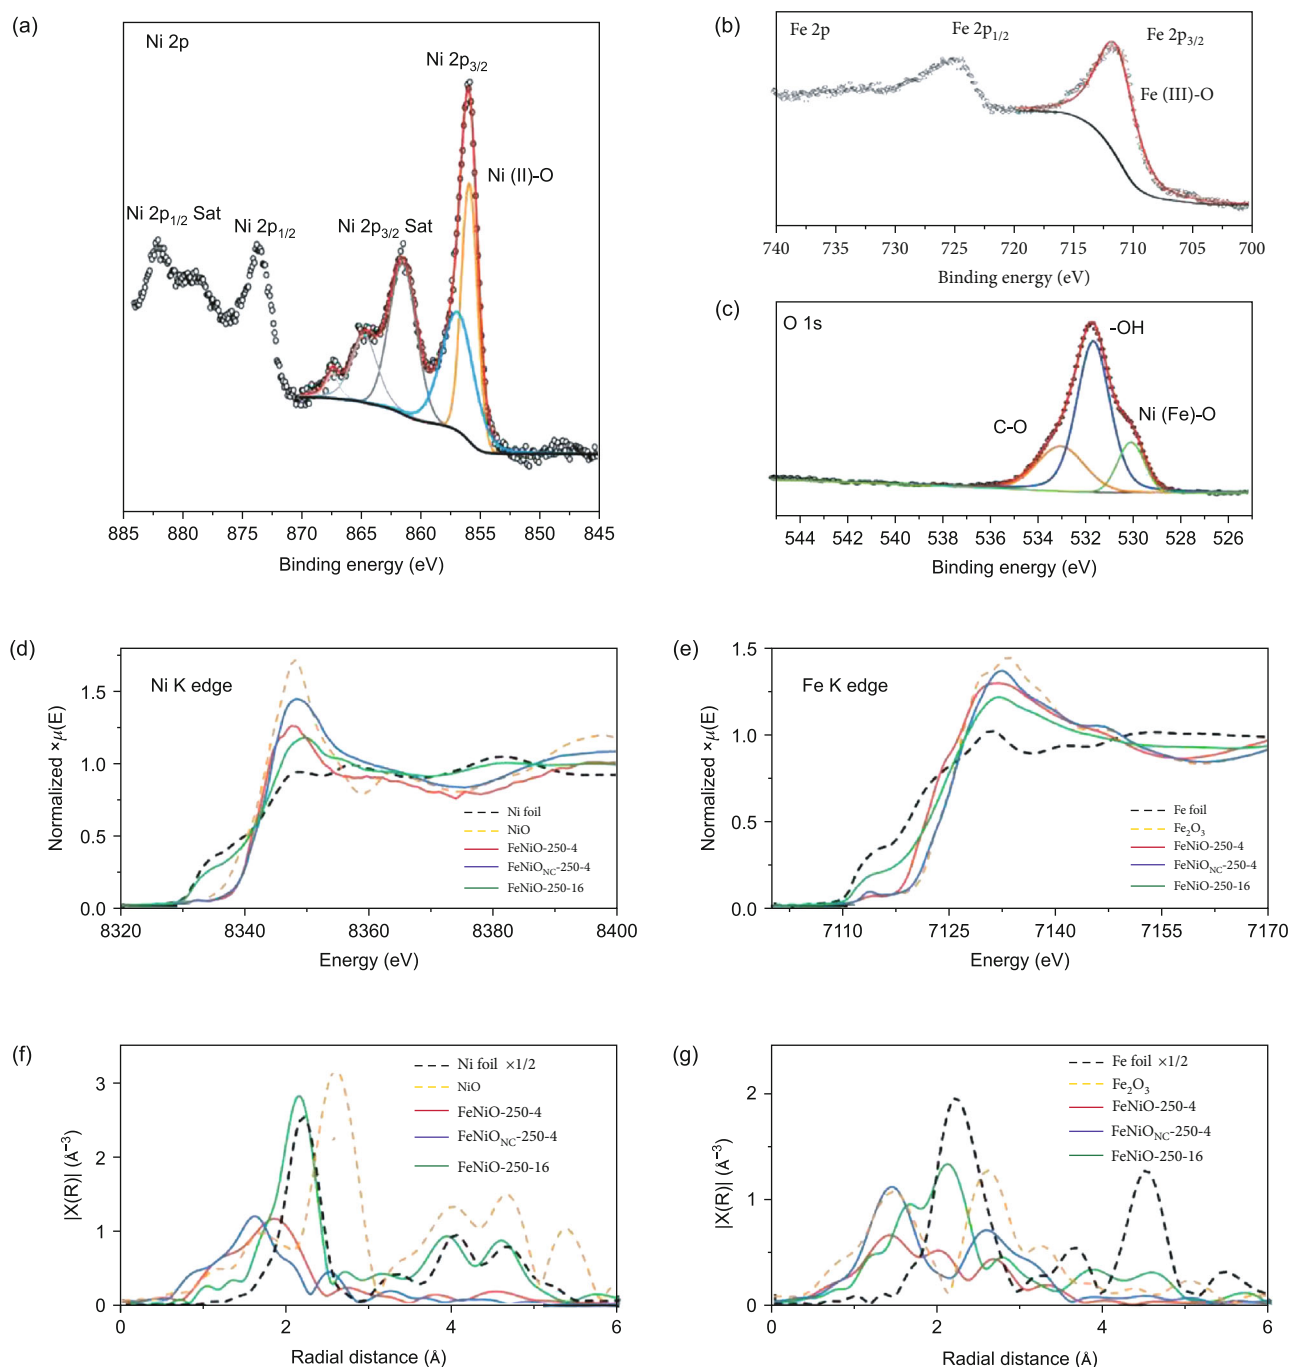 (a)
Ni 2p
Ni 2p3/2
Ni (II)-O
Ni 2p1/2 Sat
Ni 2p1/2
Ni 2p3/2 Sat
885 880 875 870 865 860 855 850 845
Binding energy (eV)
(b)
Fe 2p
Fe 2p1/2
Fe 2p3/2
Fe (III)-O
740 735 730 725 720 715 710 705 700
Binding energy (eV)
(c)
O 1s
-OH
Ni (Fe)-O
C-O
544 542 540 538 536 534 532 530 528 526
Binding energy (eV)
(d)
Ni K edge
Normalized ×μ(E)
1.5
1.0
0.5
0.0
Ni foil
NiO
FeNiO-250-4
FeNiONC-250-4
FeNiO-250-16
8320 8340 8360 8380 8400
Energy (eV)
(e)
Fe K edge
Normalized ×μ(E)
1.5
1.0
0.5
0.0
Fe foil
Fe2O3
FeNiO-250-4
FeNiONC-250-4
FeNiO-250-16
7110 7125 7140 7155 7170
Energy (eV)
(f)
|X(R)| (Å−3)
3
2
1
0
Ni foil ×1/2
NiO
FeNiO-250-4
FeNiONC-250-4
FeNiO-250-16
0 2 4 6
Radial distance (Å)
(g)
|X(R)| (Å−3)
2
1
0
Fe foil ×1/2
Fe2O3
FeNiO-250-4
FeNiONC-250-4
FeNiO-250-16
0 2 4 6
Radial distance (Å)